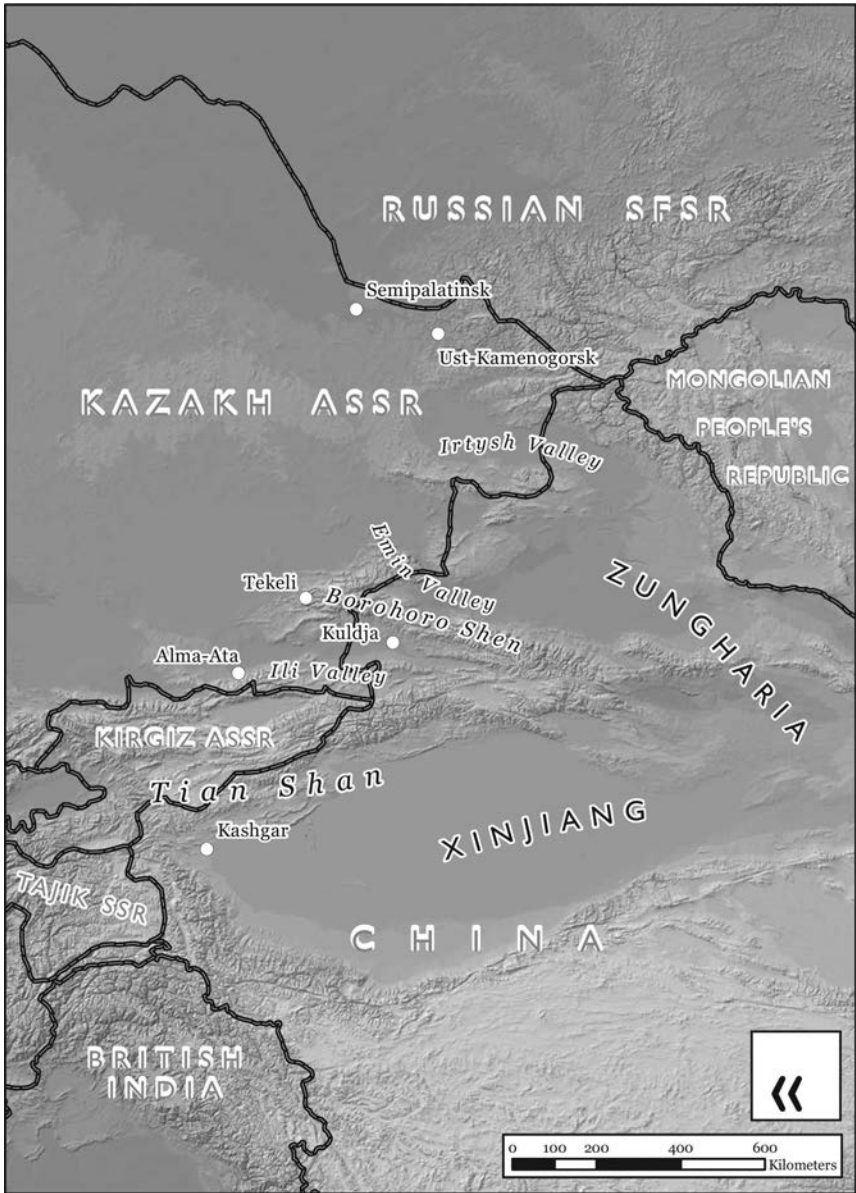 RUSSIAN SFSR
Semipalatinsk
Ust-Kamenogorsk
MONGOLIAN
PEOPLE'S
REPUBLIC
KAZAKH ASSR
Irtysh Valley
Emin Valley
ZUNGHARIA
Tekeli
Borohoro Shen
Kuldja
Alma-Ata
Ili Valley
KIRGIZ ASSR
Tian Shan
XINJIANG
Kashgar
TAJIK SSR
CHINA
BRITISH
INDIA
«
0 100 200 400 600
Kilometers